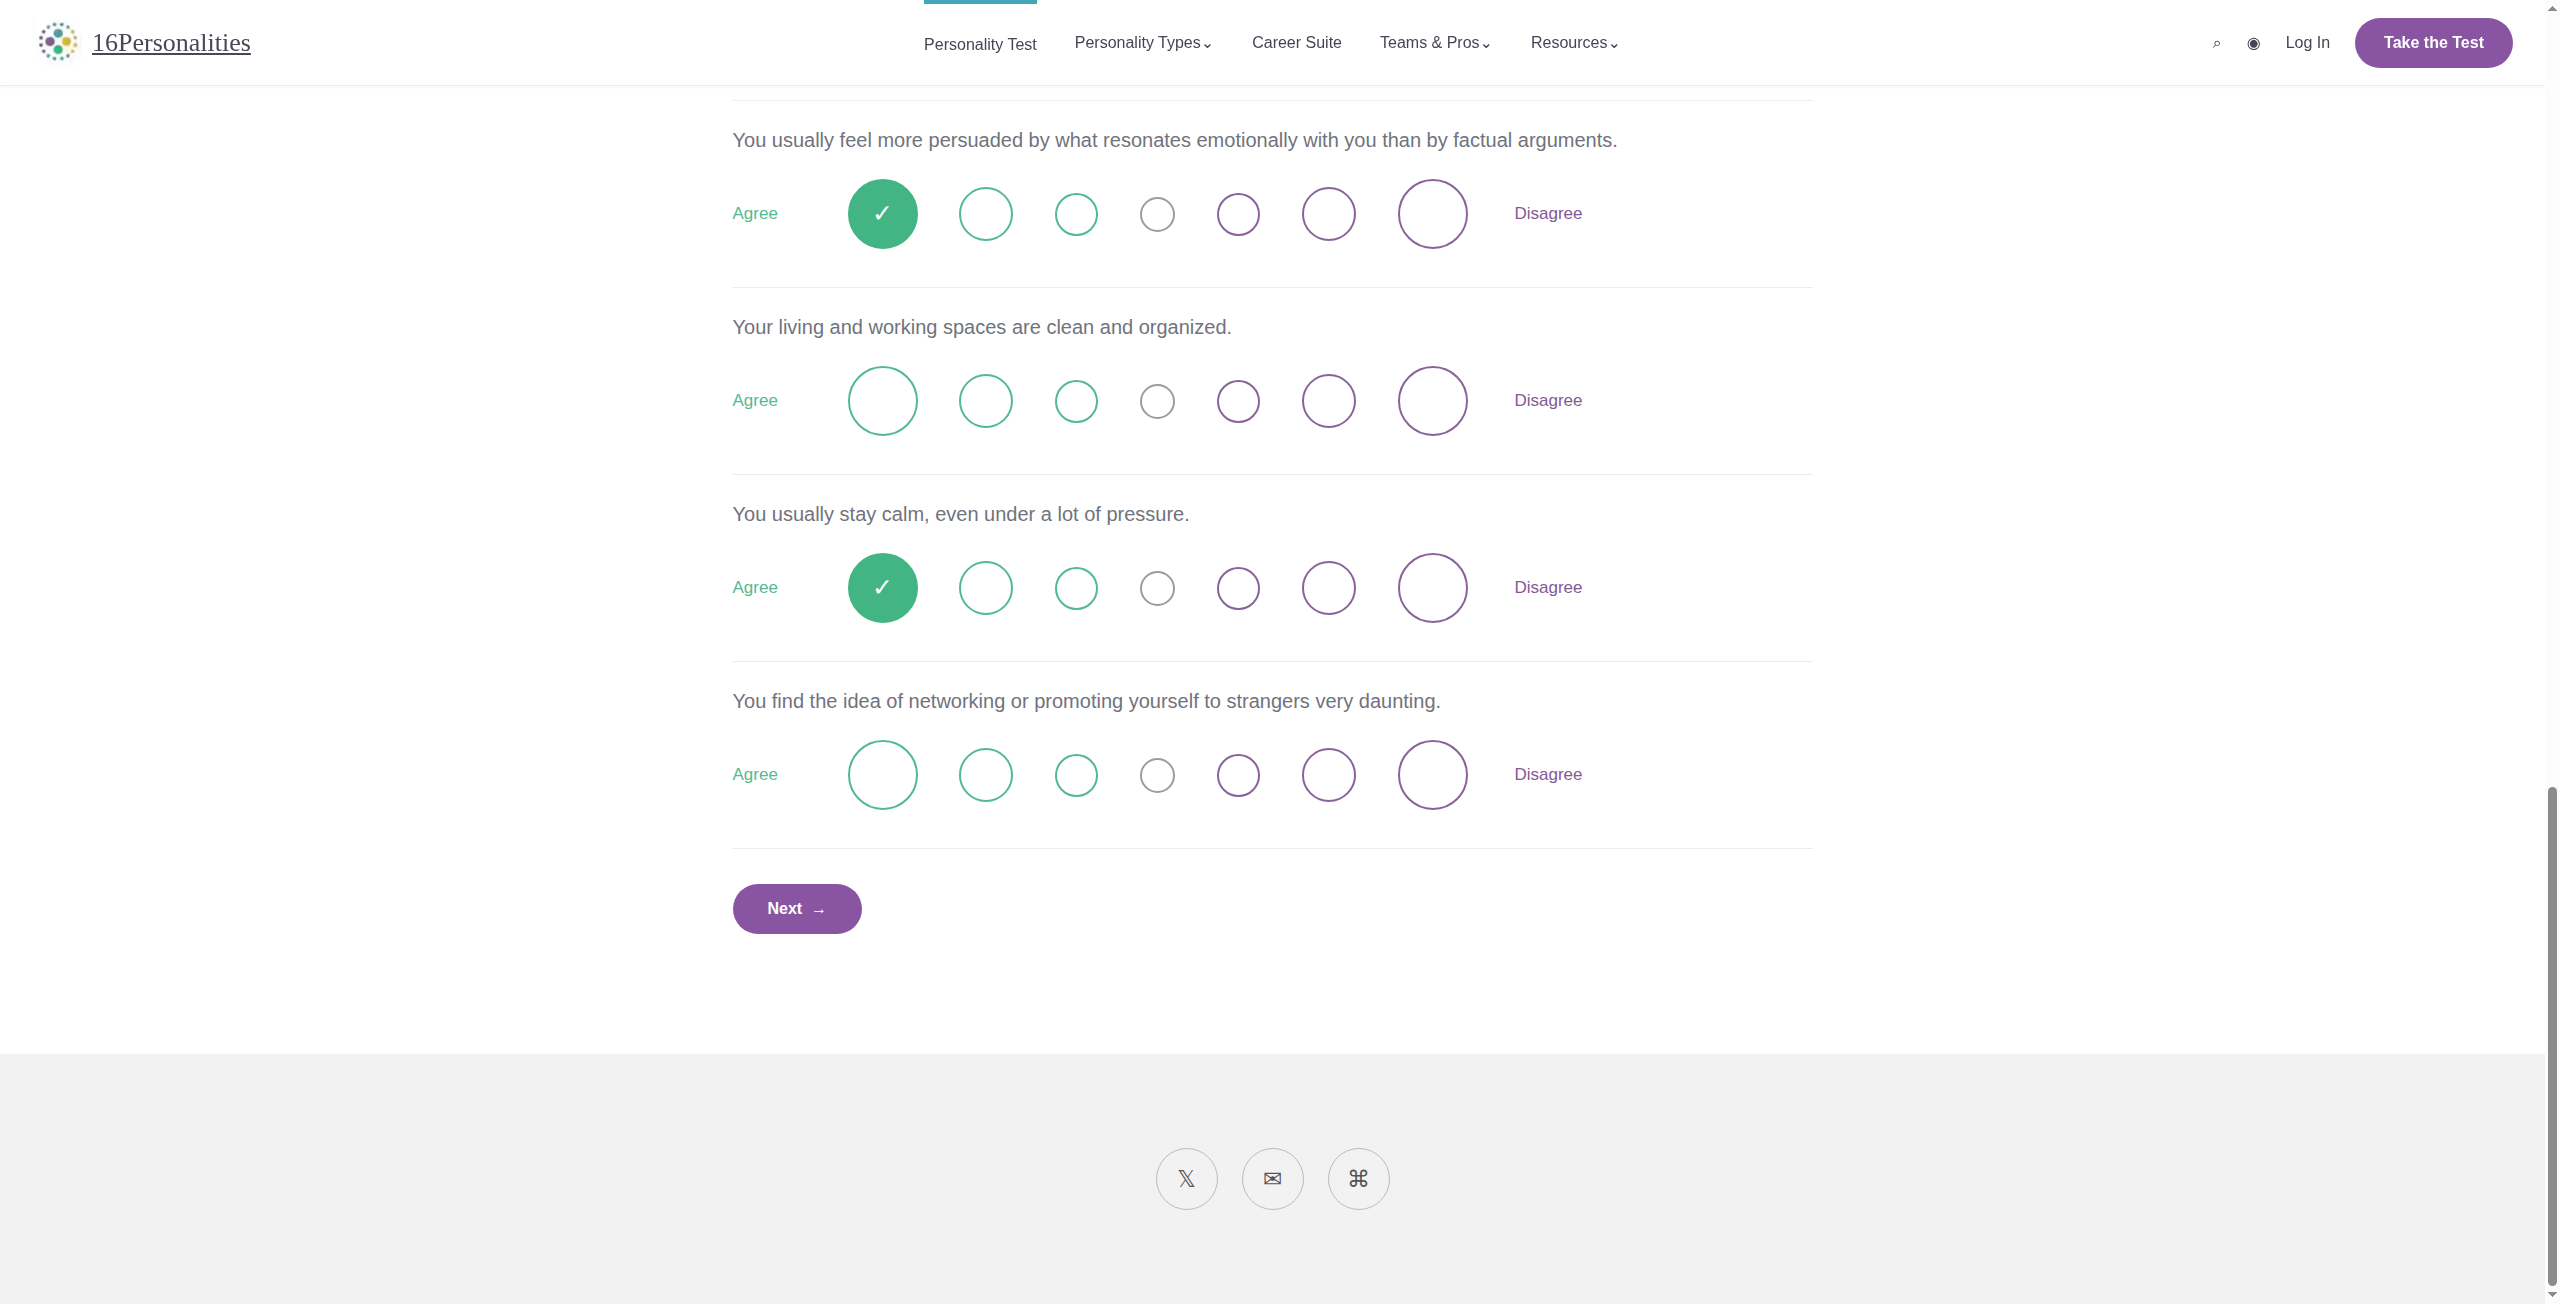 16Personalities
Personality Test Personality Types Career Suite Teams & Pros Resources
Log In Take the Test
You usually feel more persuaded by what resonates emotionally with you than by factual arguments.
Agree Disagree
Your living and working spaces are clean and organized.
Agree Disagree
You usually stay calm, even under a lot of pressure.
Agree Disagree
You find the idea of networking or promoting yourself to strangers very daunting.
Agree Disagree
Next →